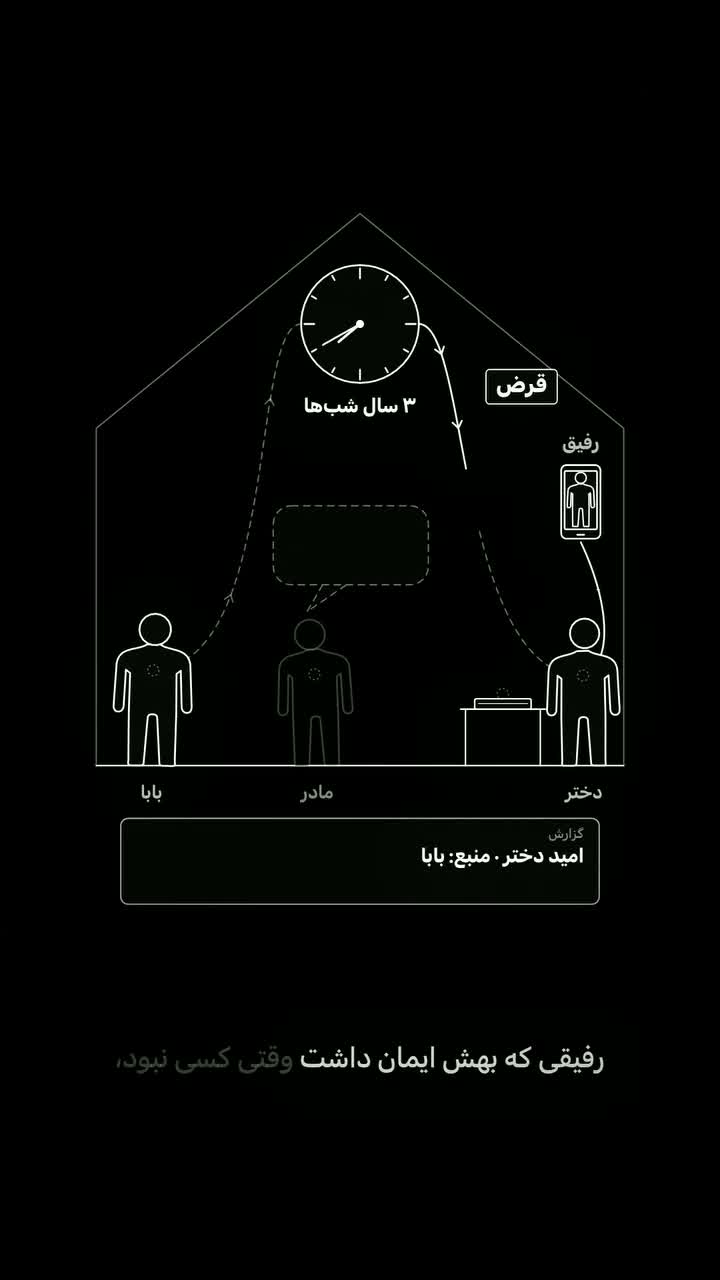 ۳ سال شب‌ها
قرض
رفیق
بابا
مادر
دختر
گزارش
امید دختر · منبع: بابا
رفیقی که بهش ایمان داشت وقتی کسی نبود،